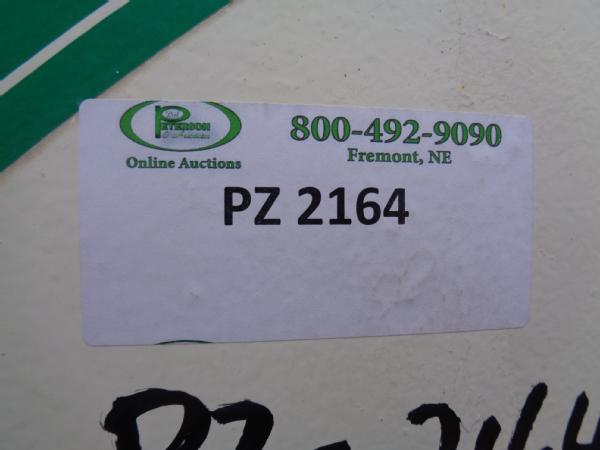 PETERSON
Online Auctions
800-492-9090
Fremont, NE
PZ 2164